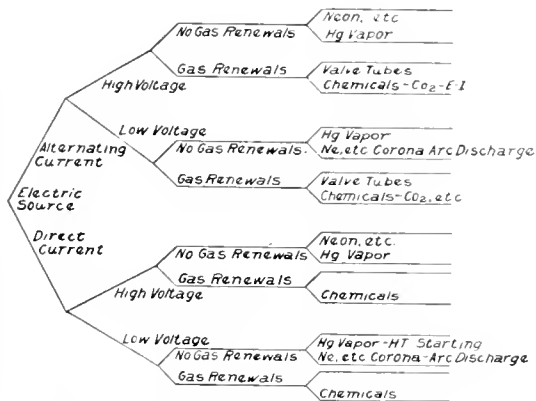 Neon, etc
No Gas Renewals
Hg Vapor
Gas Renewals
Valve Tubes
High Voltage
Chemicals-Co2-E-I
Low Voltage
Hg Vapor
Alternating
No Gas Renewals.
Ne, etc Corona Arc Discharge
Current
Gas Renewals
Valve Tubes
Electric
Chemicals-CO2, etc
Source
Direct
Current
Neon, etc.
No Gas Renewals
Hg Vapor
Gas Renewals
High Voltage
Chemicals
Low Voltage
Hg Vapor-HT Starting
No Gas Renewals
Ne, etc Corona-Arc Discharge
Gas Renewals
Chemicals